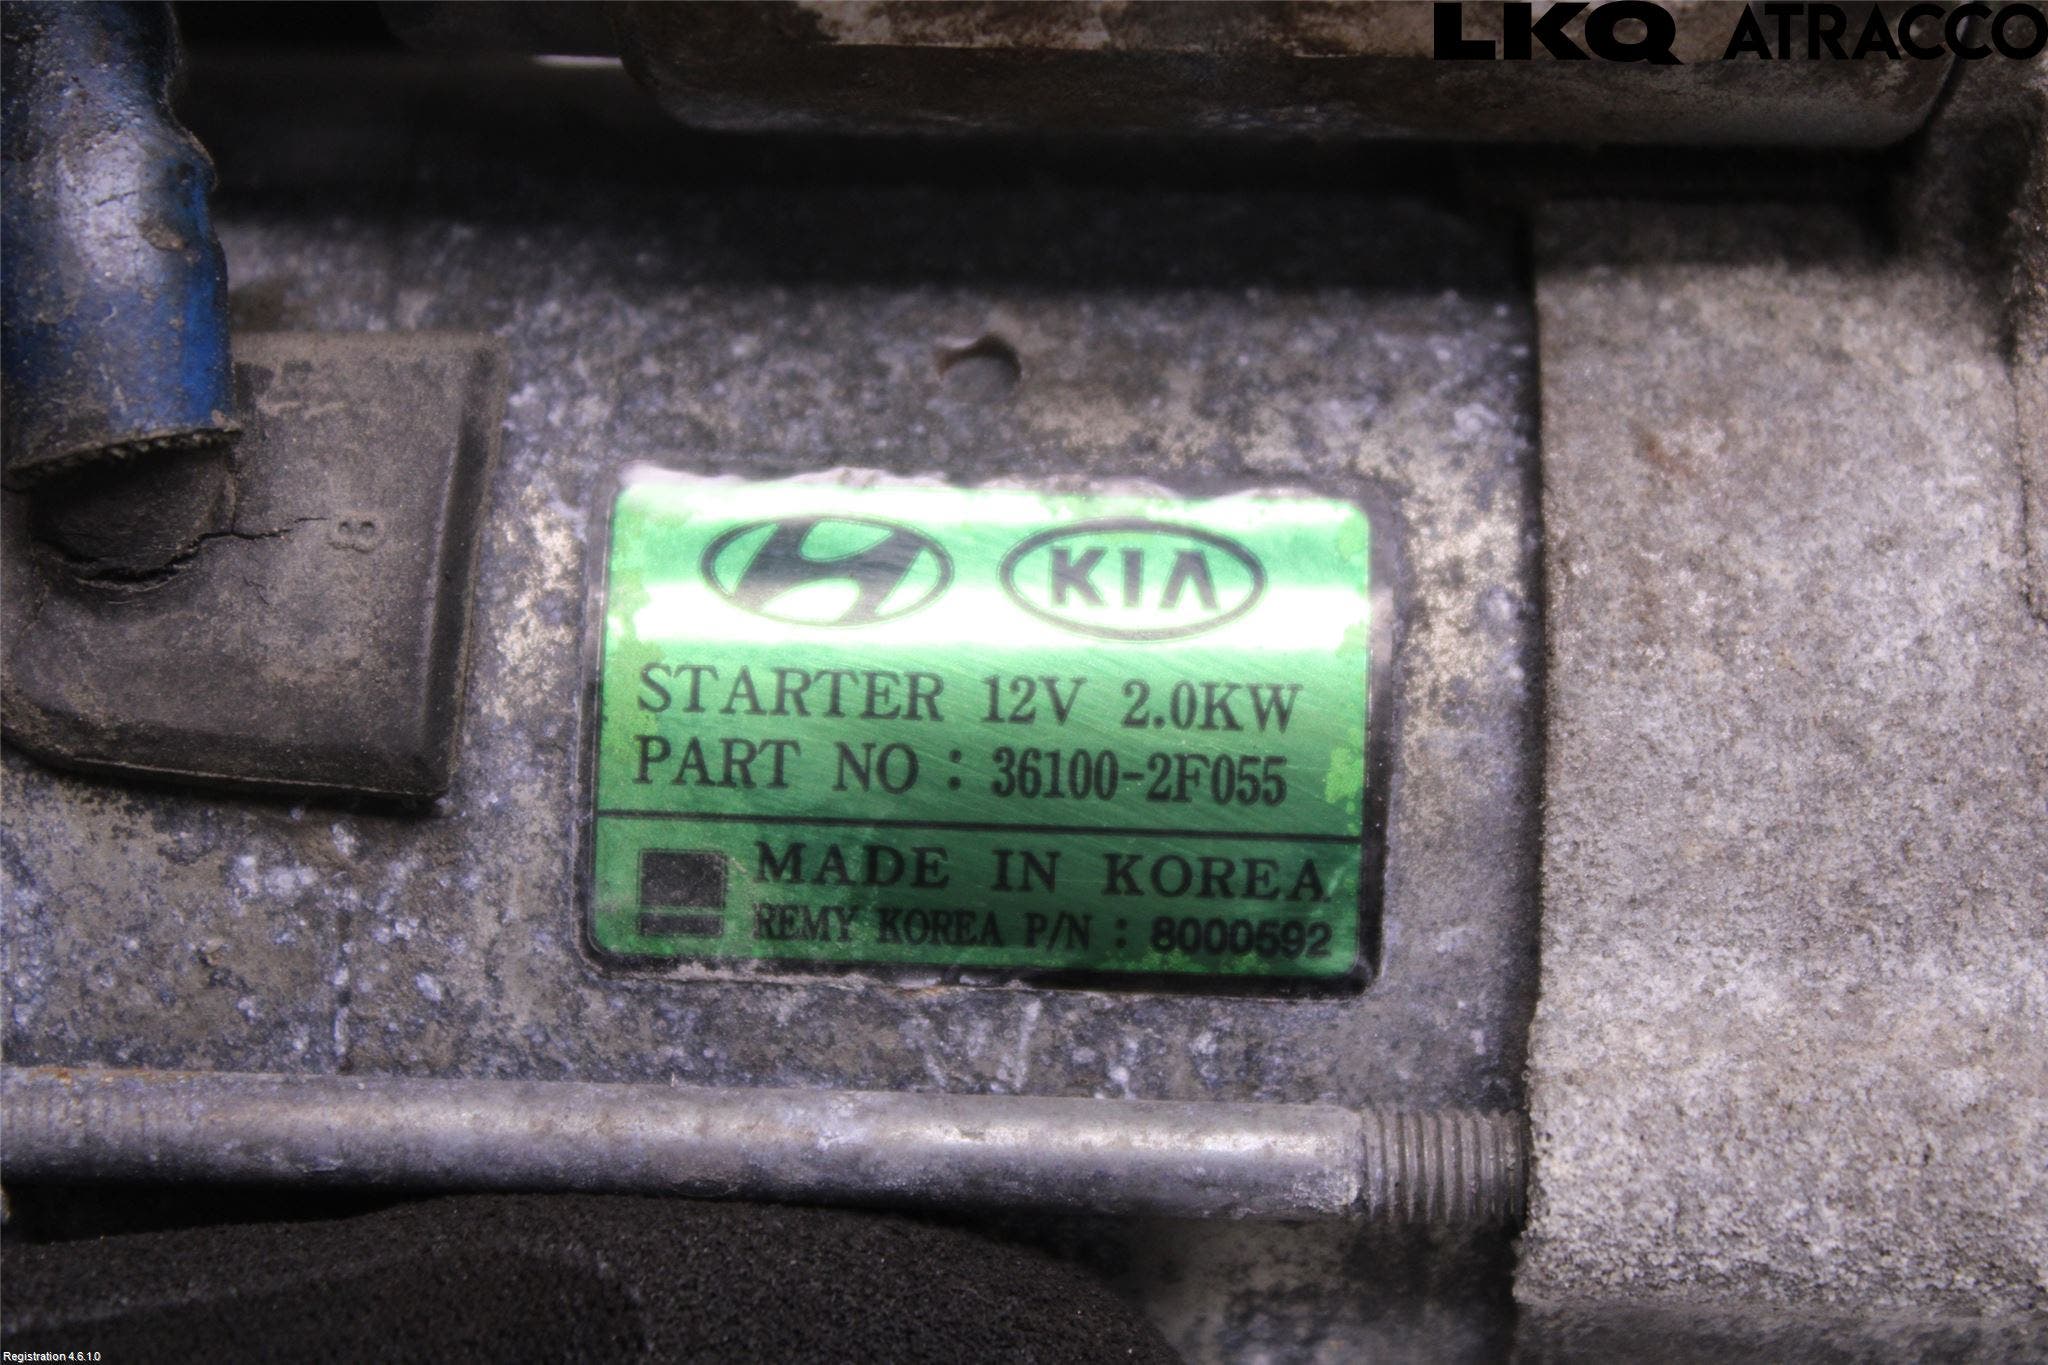 LKQ ATRACCO
8
KIA
STARTER 12V 2.0KW
PART NO : 36100-2F055
MADE IN KOREA
REMY KOREA P/N : 8000592
Registration 4.6.1.0